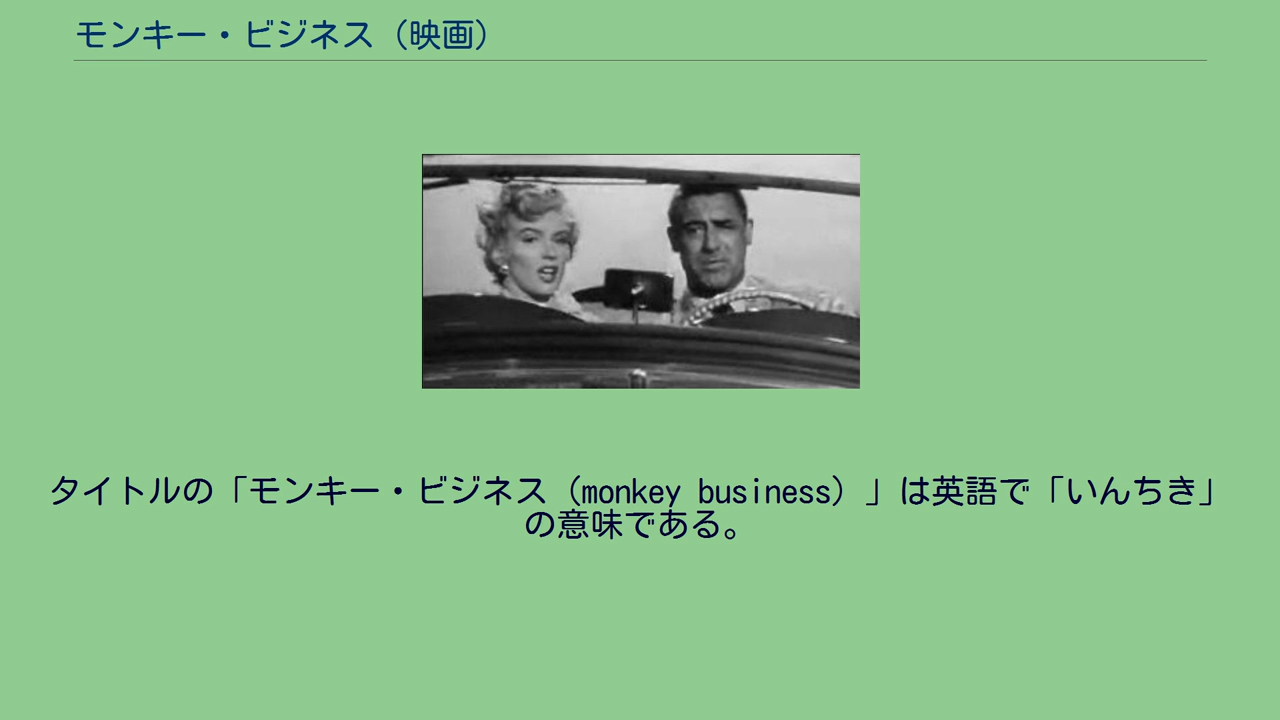 モンキー・ビジネス（映画）
タイトルの「モンキー・ビジネス（monkey business）」は英語で「いんちき」
の意味である。